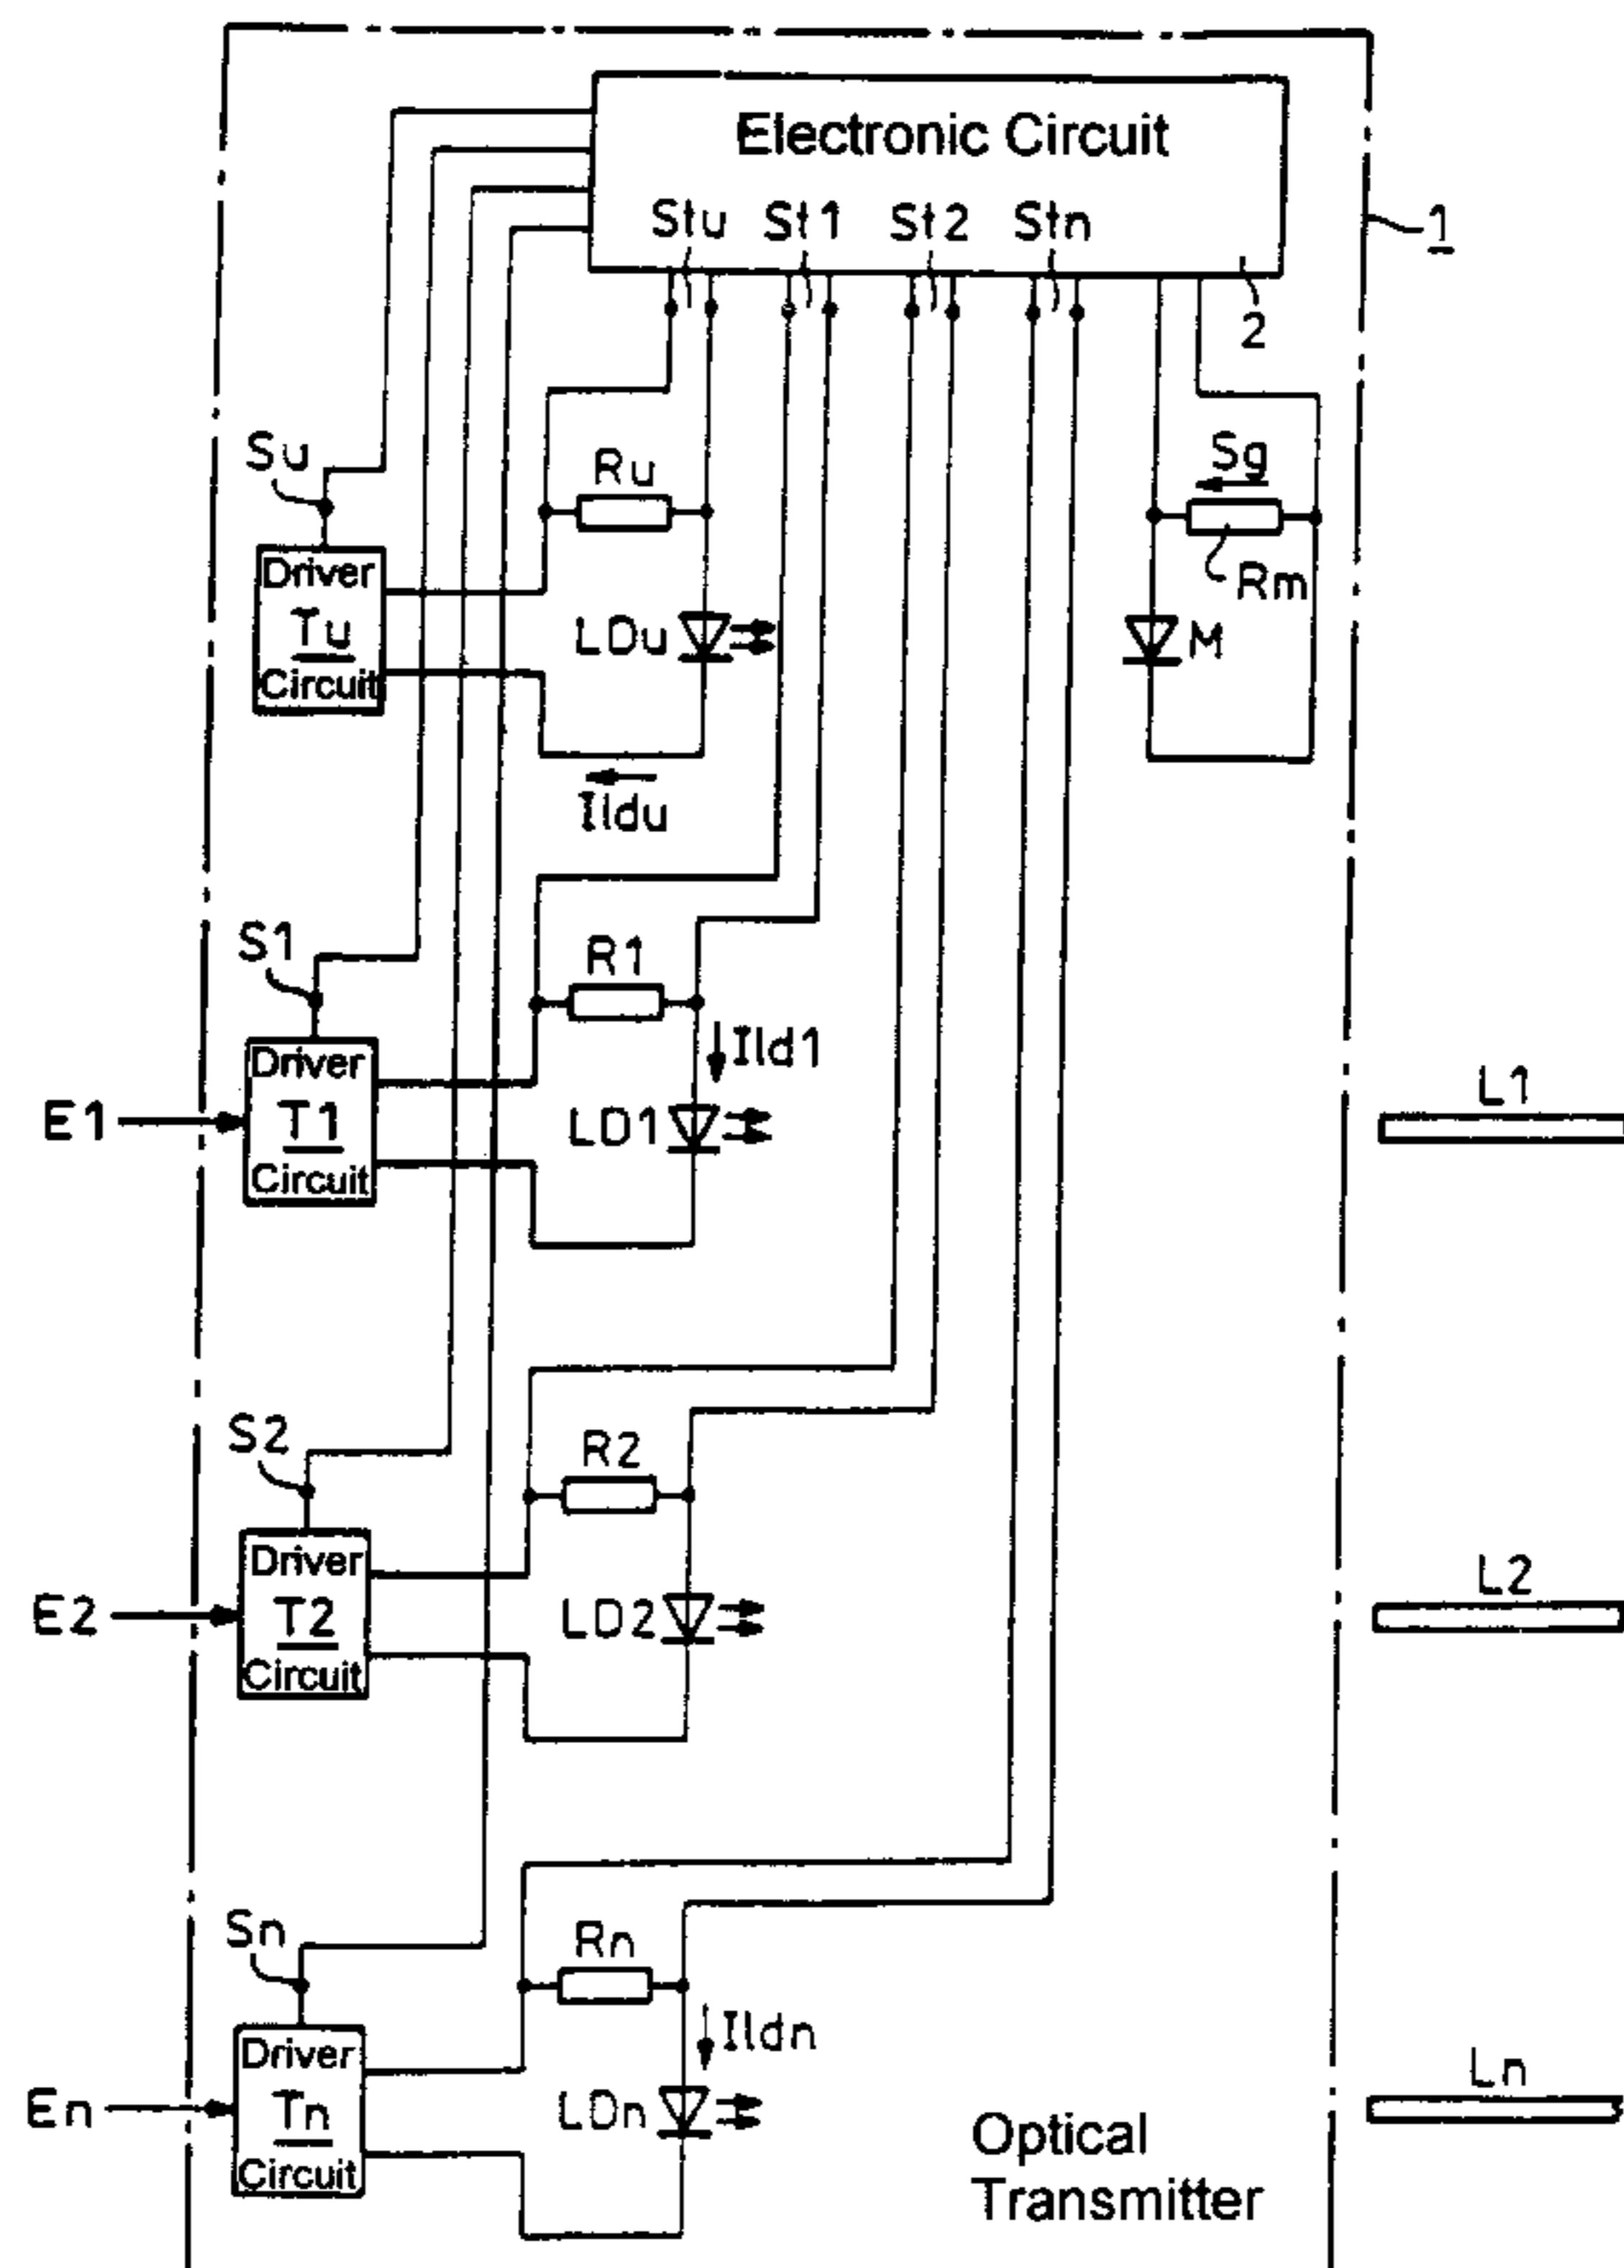 Electronic Circuit
Stu St1 St2 Stn
1
2
Su
Ru
Sg
Rm
Driver
Tu
Circuit
LDu
M
Ildu
S1
R1
Ild1
Driver
T1
Circuit
E1
LD1
L1
S2
R2
Driver
T2
Circuit
E2
LD2
L2
Sn
Rn
Ildn
Driver
Tn
Circuit
En
LDn
Ln
Optical
Transmitter